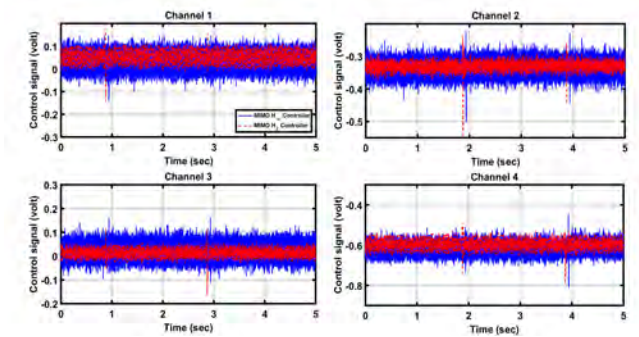 Channel 1
Control signal (volt)
0.1
0
-0.1
-0.2
-0.3
0 1 2 3 4 5
Time (sec)
MIMO H∞ Controller
MIMO H2 Controller
Channel 2
Control signal (volt)
-0.3
-0.4
-0.5
0 1 2 3 4 5
Time (sec)
Channel 3
Control signal (volt)
0.3
0.2
0.1
0
-0.1
-0.2
0 1 2 3 4 5
Time (sec)
Channel 4
Control signal (volt)
-0.4
-0.6
-0.8
0 1 2 3 4 5
Time (sec)